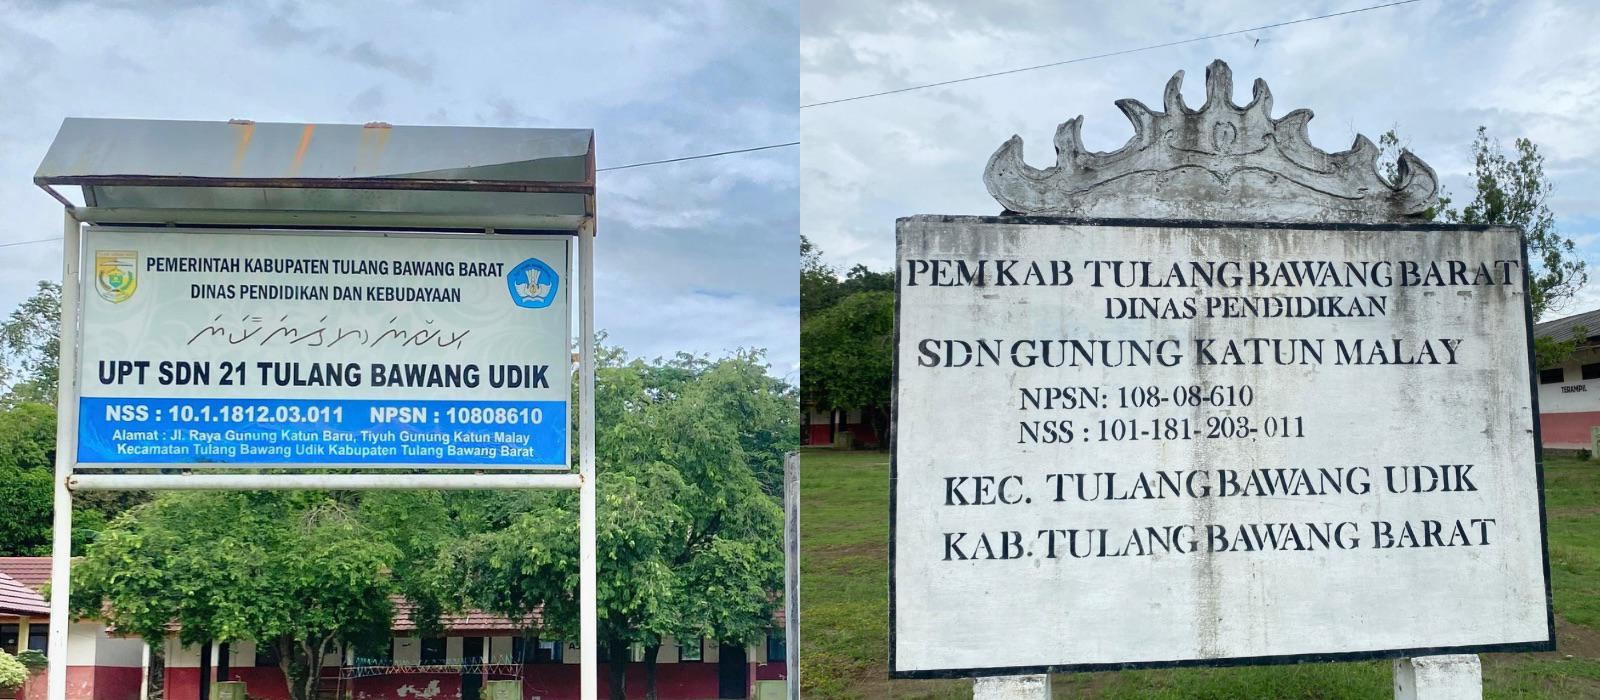 PEMERINTAH KABUPATEN TULANG BAWANG BARAT
DINAS PENDIDIKAN DAN KEBUDAYAAN
UPT SDN 21 TULANG BAWANG UDIK
NSS : 10.1.1812.03.011 NPSN : 10808610
Alamat : Jl. Raya Gunung Katun Baru, Tiyuh Gunung Katun Malay
Kecamatan Tulang Bawang Udik Kabupaten Tulang Bawang Barat
PEMKAB TULANG BAWANG BARAT
DINAS PENDIDIKAN
SDN GUNUNG KATUN MALAY
NPSN: 108-08-610
NSS : 101-181-203-011
KEC. TULANG BAWANG UDIK
KAB. TULANG BAWANG BARAT
TERAMPIL